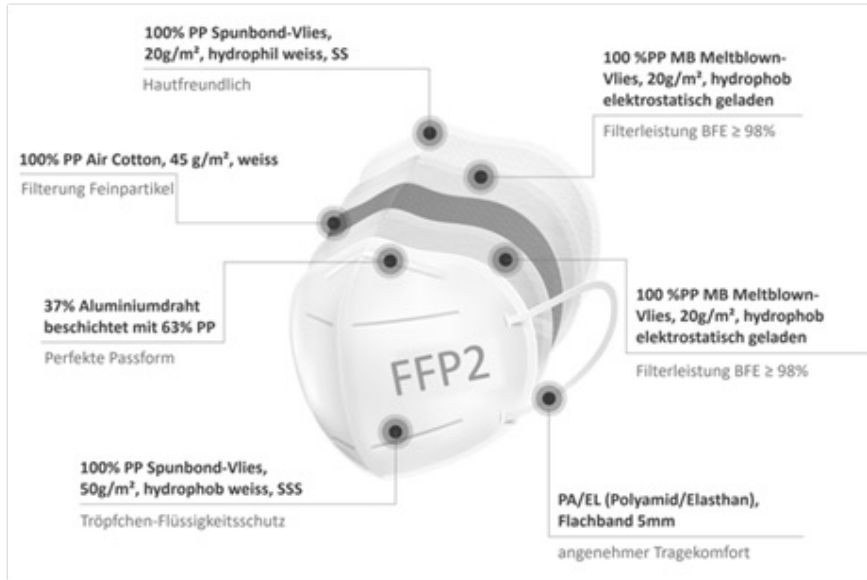 100% PP Spunbond-Vlies,
20g/m², hydrophil weiss, SS
Hautfreundlich
100 %PP MB Meltblown-
Vlies, 20g/m², hydrophob
elektrostatisch geladen
Filterleistung BFE ≥ 98%
100% PP Air Cotton, 45 g/m², weiss
Filterung Feinpartikel
37% Aluminiumdraht
beschichtet mit 63% PP
Perfekte Passform
100 %PP MB Meltblown-
Vlies, 20g/m², hydrophob
elektrostatisch geladen
Filterleistung BFE ≥ 98%
FFP2
100% PP Spunbond-Vlies,
50g/m², hydrophob weiss, SSS
Tröpfchen-Flüssigkeitsschutz
PA/EL (Polyamid/Elasthan),
Flachband 5mm
angenehmer Tragekomfort